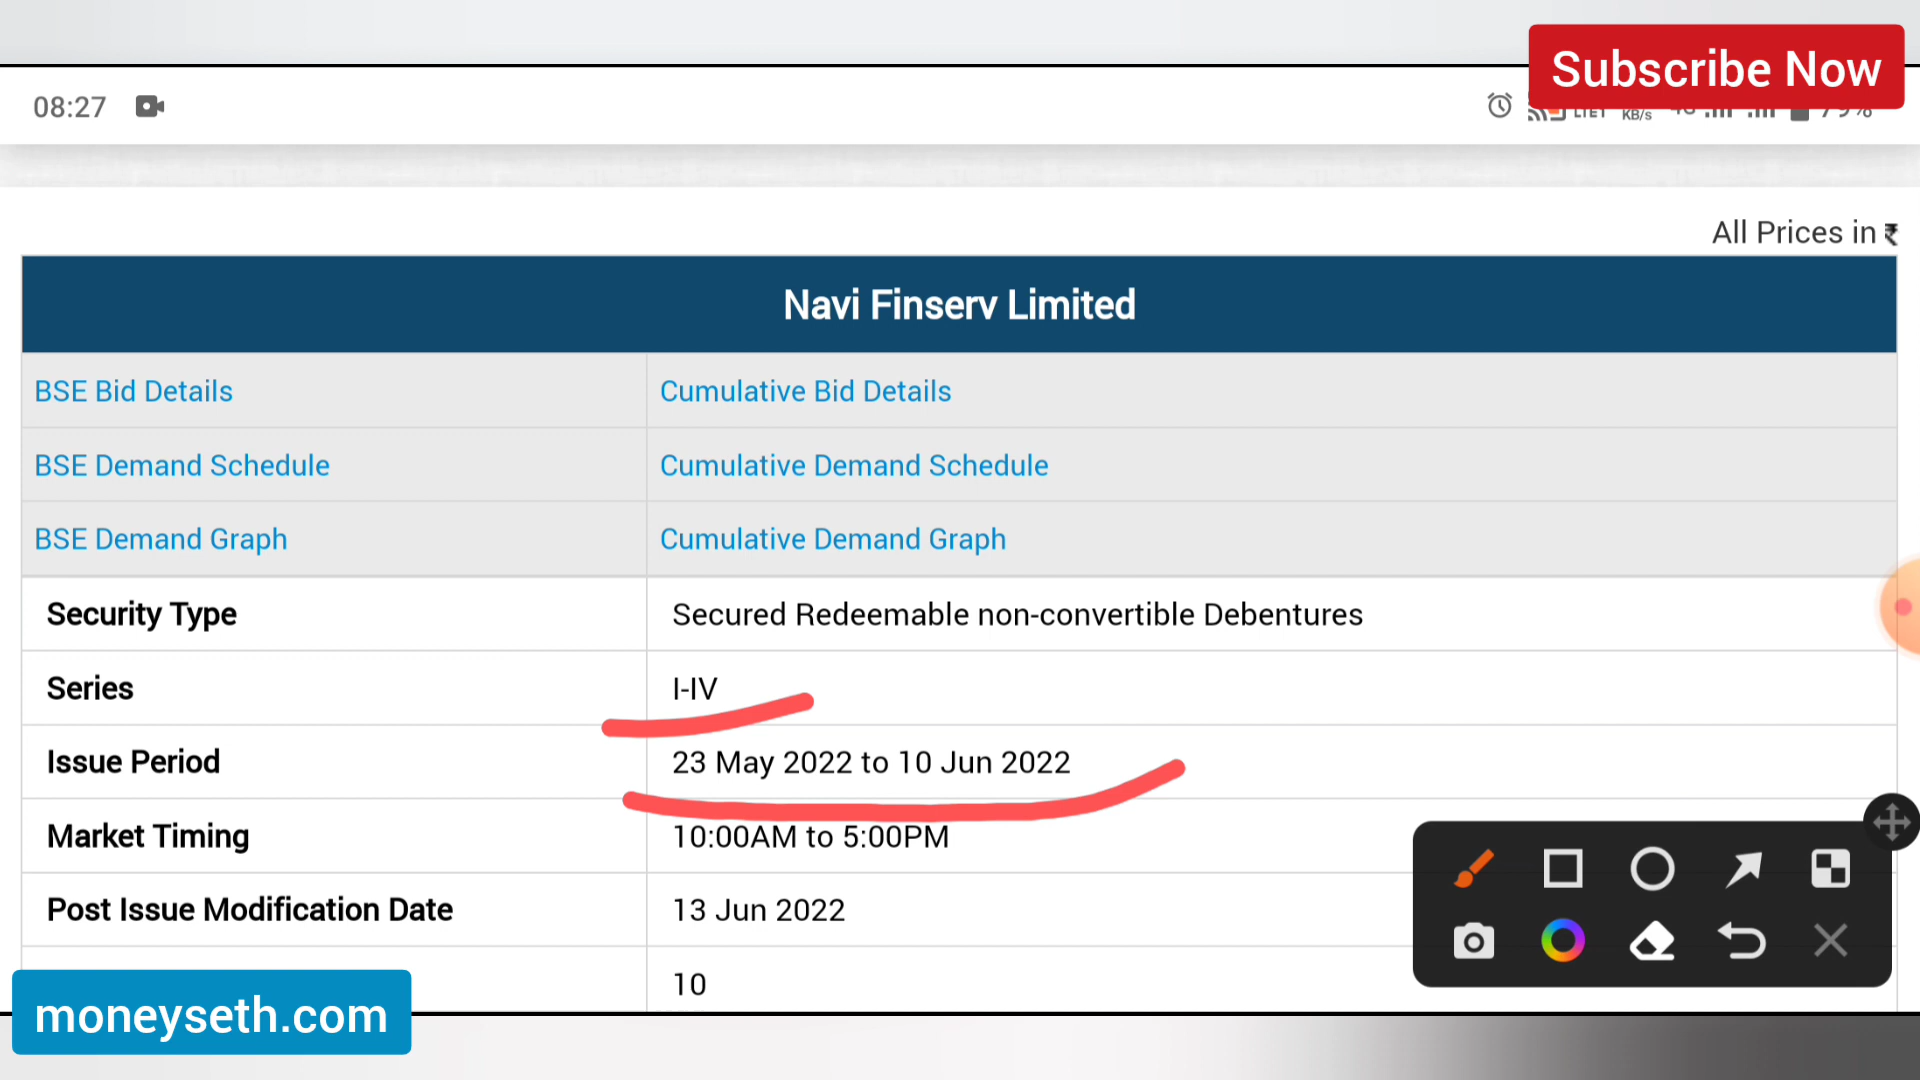 Subscribe Now
08:27
KB/s
All Prices in ₹
Navi Finserv Limited
BSE Bid Details Cumulative Bid Details
BSE Demand Schedule Cumulative Demand Schedule
BSE Demand Graph Cumulative Demand Graph
Security Type Secured Redeemable non-convertible Debentures
Series I-IV
Issue Period 23 May 2022 to 10 Jun 2022
Market Timing 10:00AM to 5:00PM
Post Issue Modification Date 13 Jun 2022
10
moneyseth.com